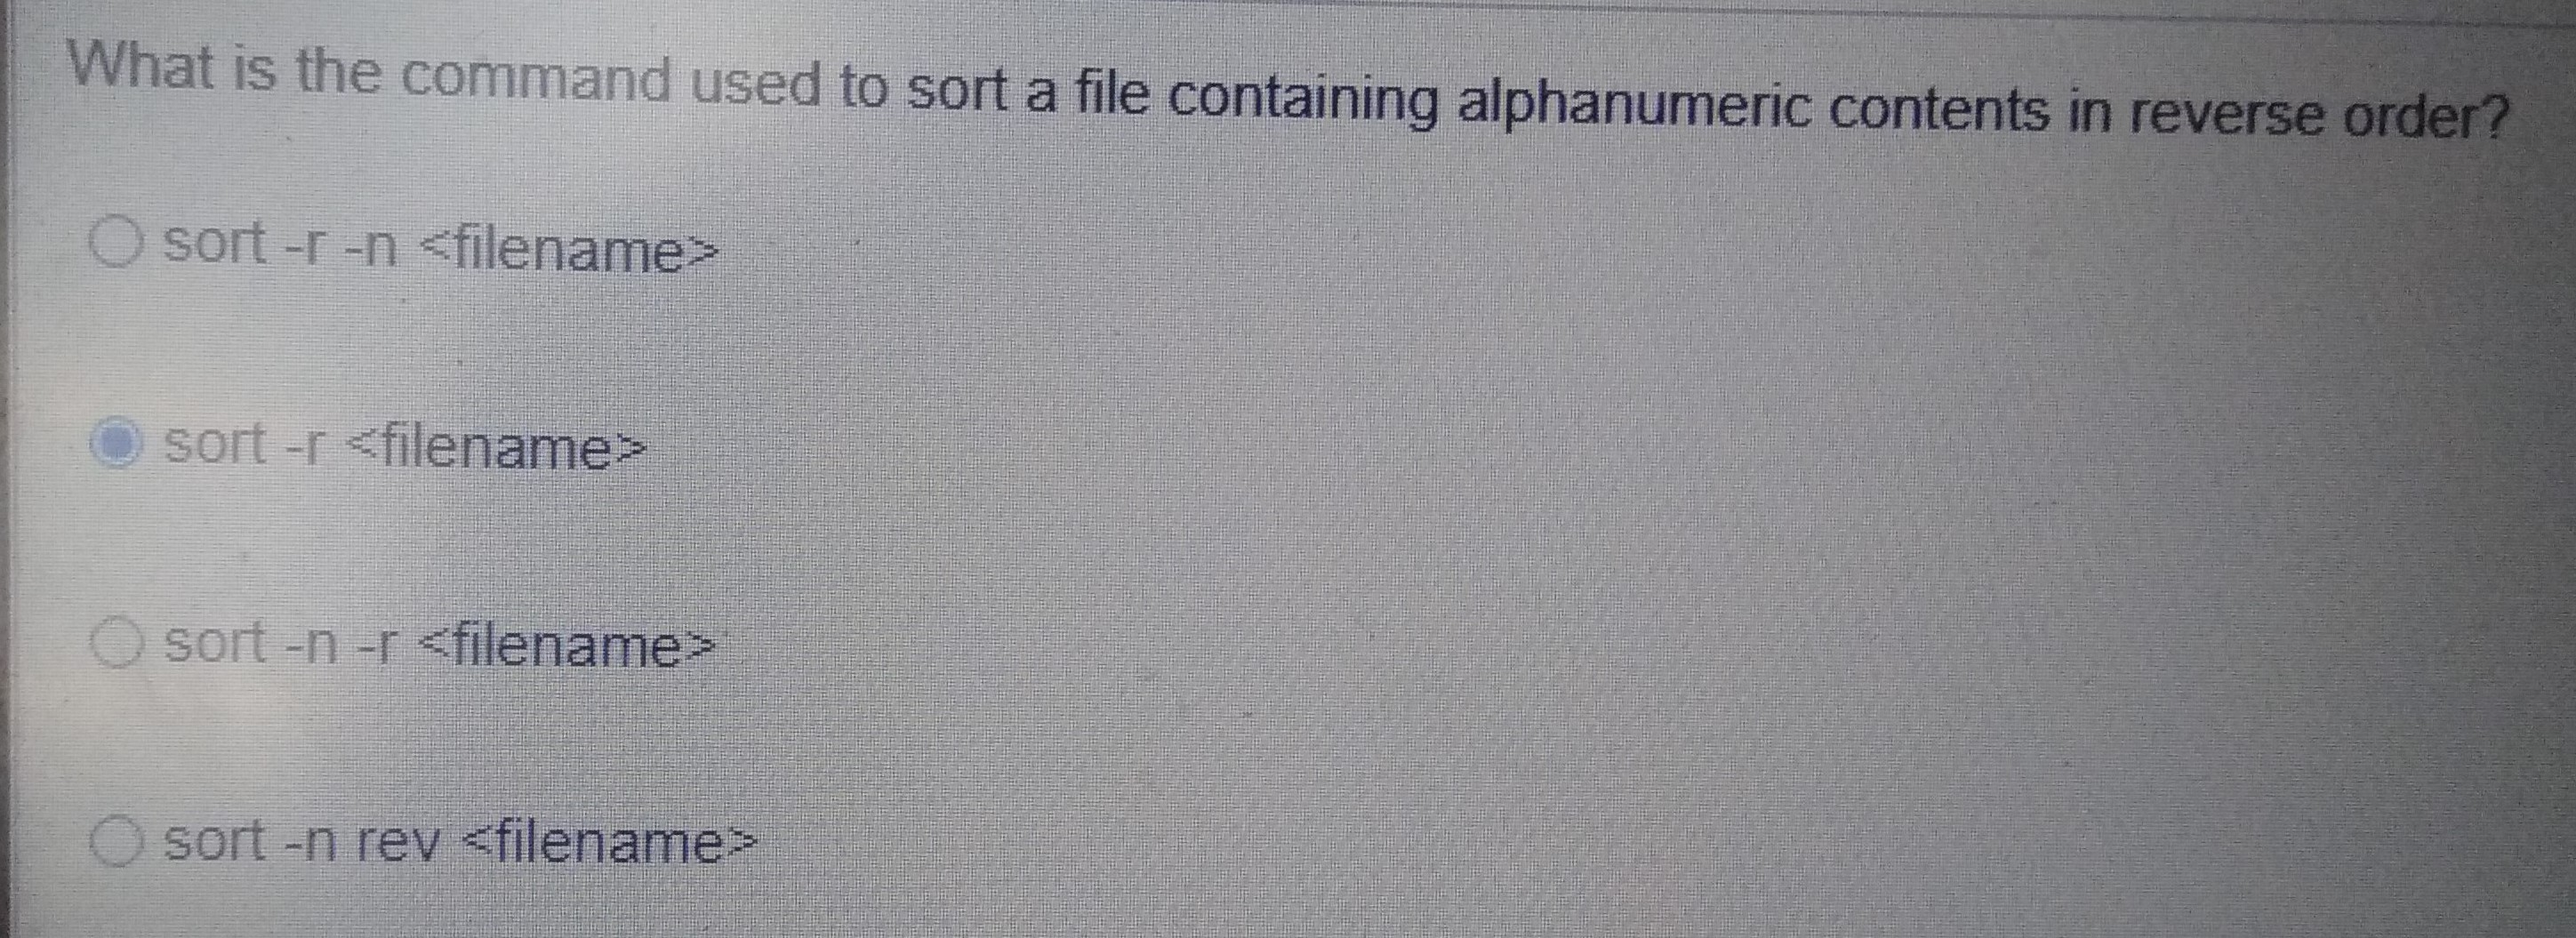 What is the command used to sort a file containing alphanumeric contents in reverse order?
sort -r -n <filename>
sort -r <filename>
sort -n -r <filename>
sort -n rev <filename>